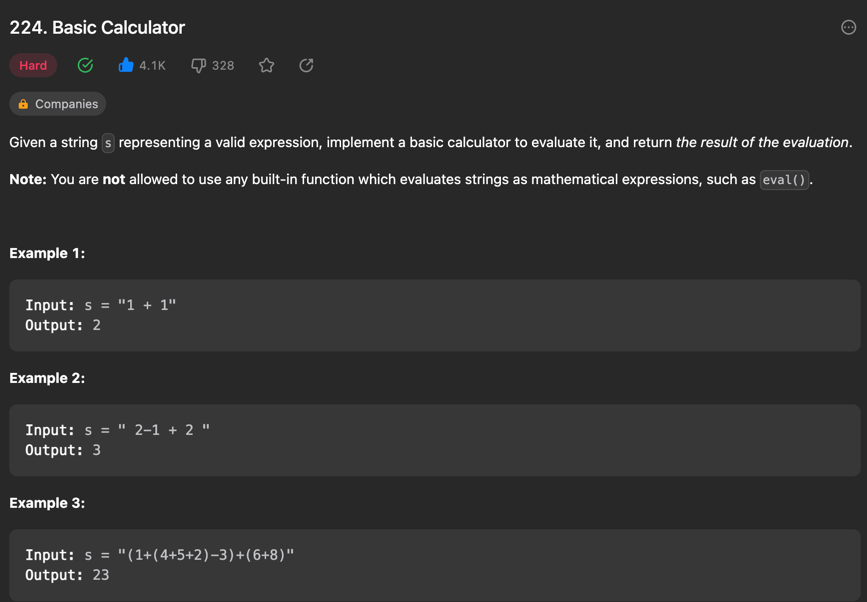 224. Basic Calculator
Hard 4.1K 328
Companies
Given a string s representing a valid expression, implement a basic calculator to evaluate it, and return the result of the evaluation.
Note: You are not allowed to use any built-in function which evaluates strings as mathematical expressions, such as eval().
Example 1:
Input: s = "1 + 1"
Output: 2
Example 2:
Input: s = " 2-1 + 2 "
Output: 3
Example 3:
Input: s = "(1+(4+5+2)-3)+(6+8)"
Output: 23